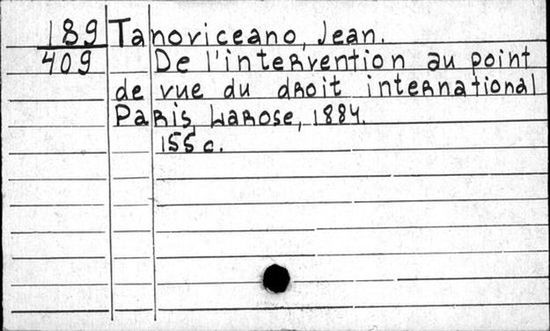 189 Tanoviceano, Jean.
409 De l'intervention au point
de vue du droit international
Paris, Larose, 1884.
155 c.